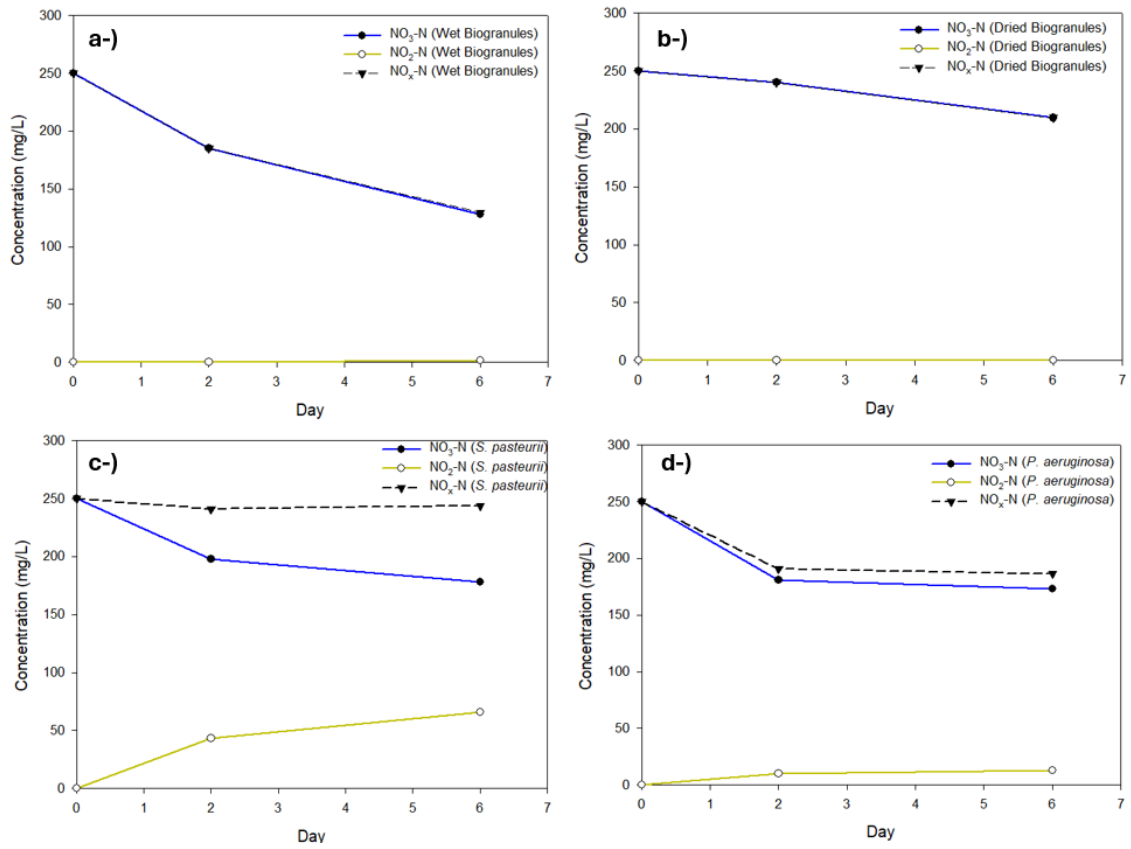 a-)
NO₃-N (Wet Biogranules)
NO₂-N (Wet Biogranules)
NOₓ-N (Wet Biogranules)
Concentration (mg/L)
300
250
200
150
100
50
0
0 1 2 3 4 5 6 7
Day
b-)
NO₃-N (Dried Biogranules)
NO₂-N (Dried Biogranules)
NOₓ-N (Dried Biogranules)
Concentration (mg/L)
300
250
200
150
100
50
0
0 1 2 3 4 5 6 7
Day
c-)
NO₃-N (S. pasteurii)
NO₂-N (S. pasteurii)
NOₓ-N (S. pasteurii)
Concentration (mg/L)
300
250
200
150
100
50
0
0 1 2 3 4 5 6 7
Day
d-)
NO₃-N (P. aeruginosa)
NO₂-N (P. aeruginosa)
NOₓ-N (P. aeruginosa)
Concentration (mg/L)
300
250
200
150
100
50
0
0 1 2 3 4 5 6 7
Day